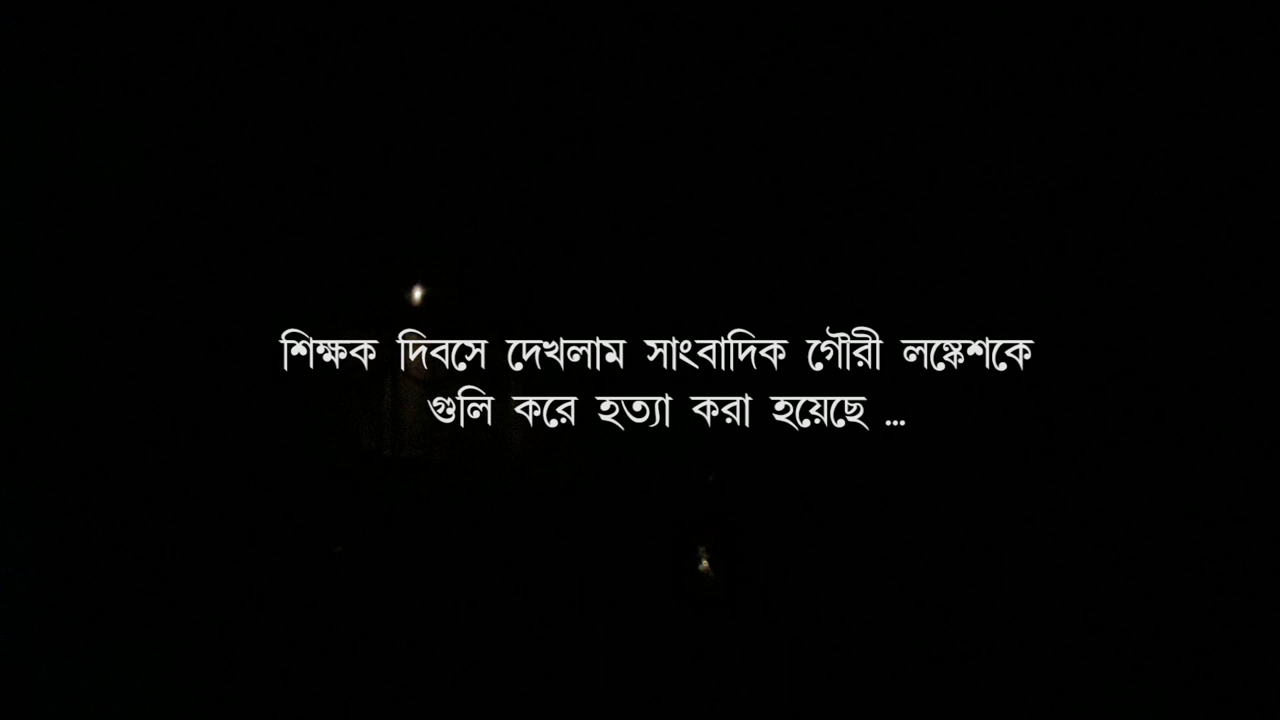 শিক্ষক দিবসে দেখলাম সাংবাদিক গৌরী লঙ্কেশকে
গুলি করে হত্যা করা হয়েছে ...